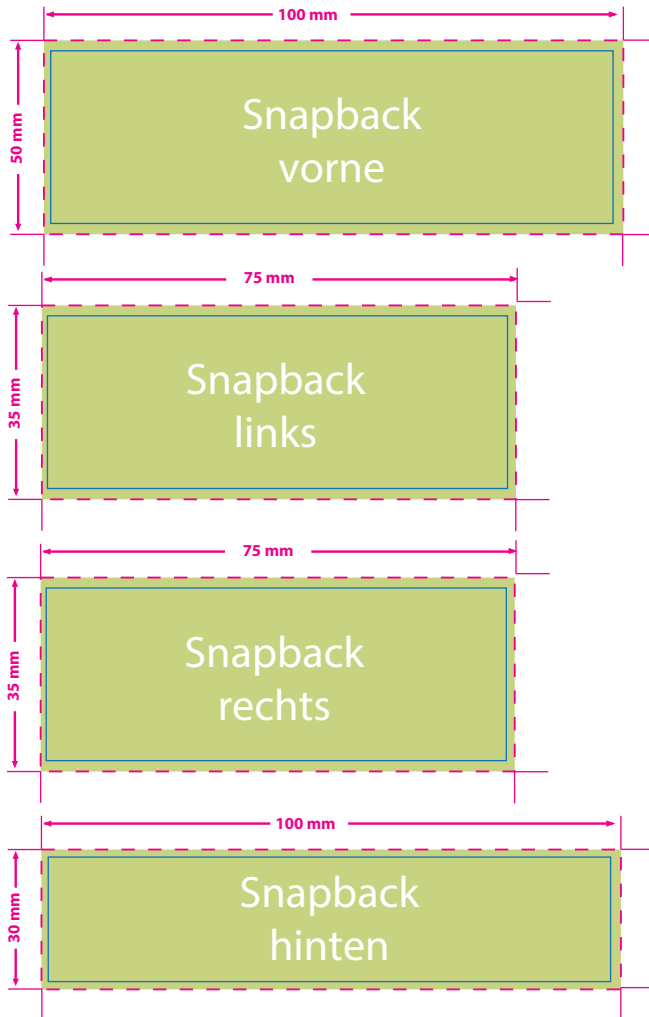 100 mm
50 mm
Snapback
vorne
75 mm
35 mm
Snapback
links
75 mm
35 mm
Snapback
rechts
100 mm
30 mm
Snapback
hinten